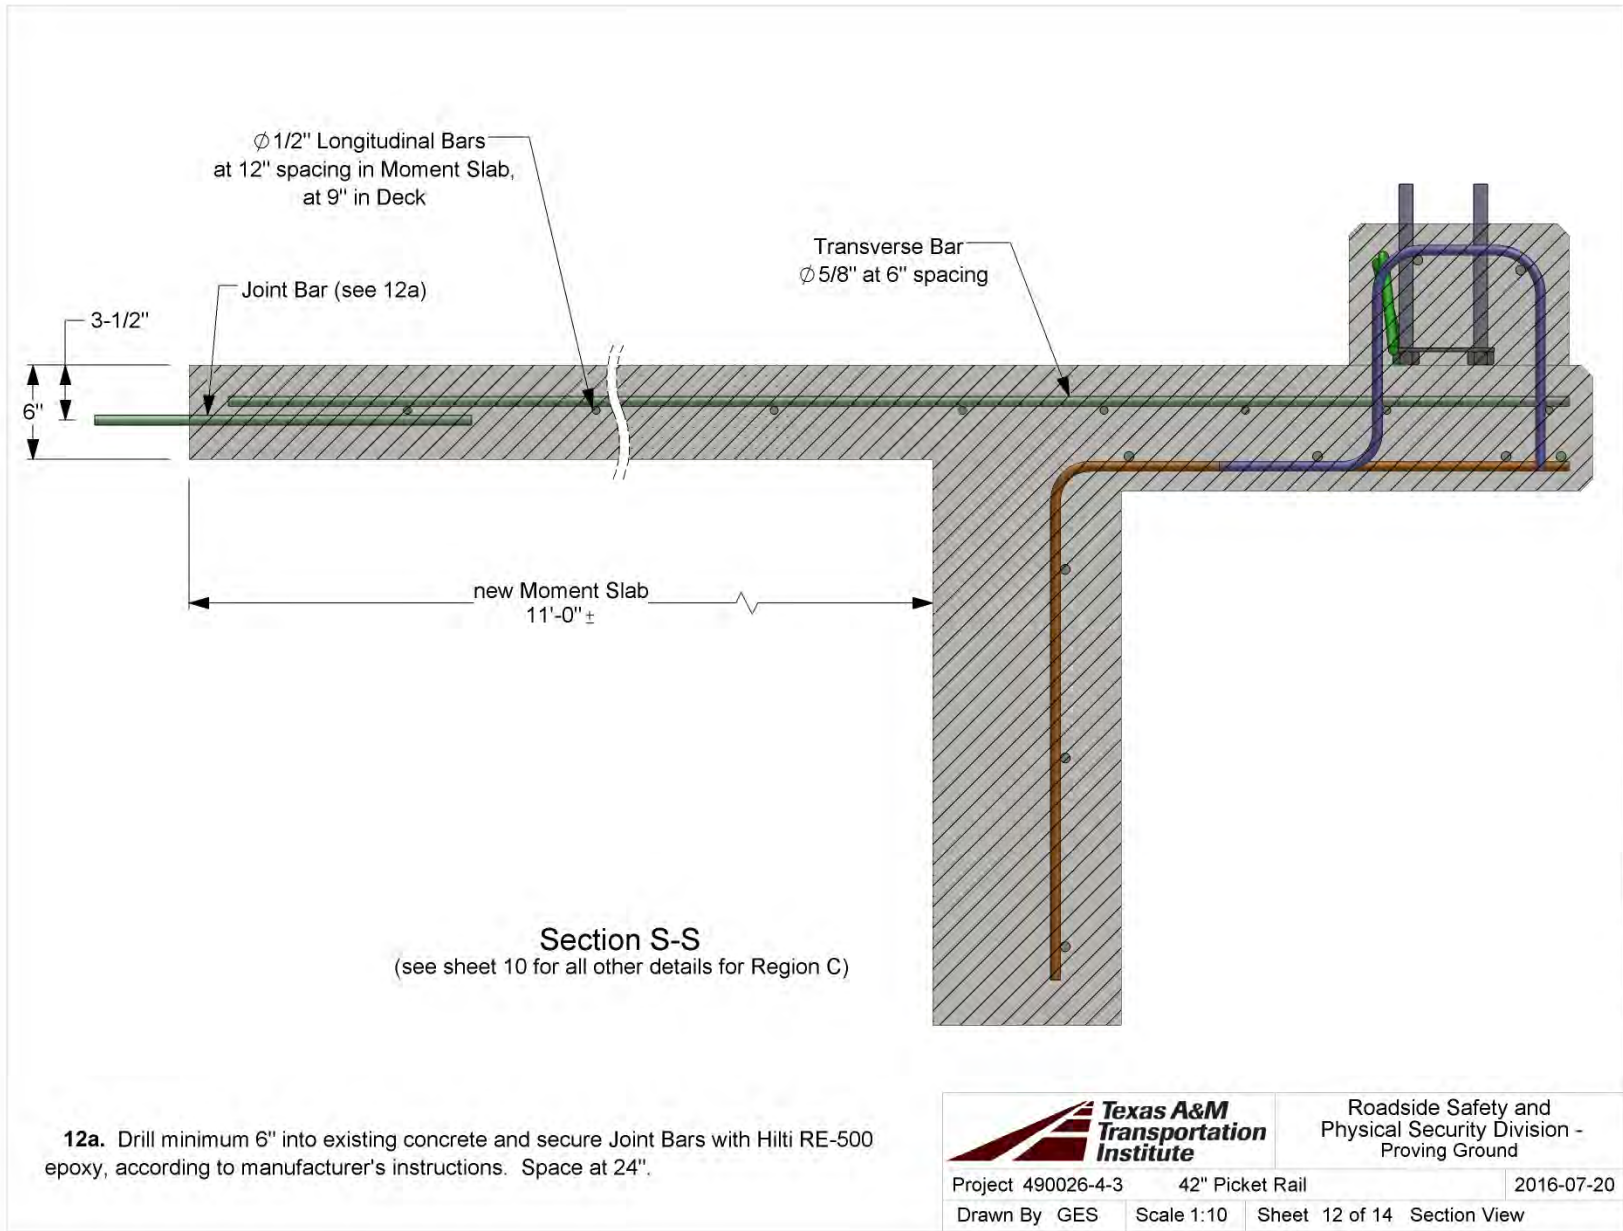 ∅ 1/2" Longitudinal Bars
at 12" spacing in Moment Slab,
at 9" in Deck
Transverse Bar
∅ 5/8" at 6" spacing
Joint Bar (see 12a)
3-1/2"
6"
new Moment Slab
11'-0" ±
Section S-S
(see sheet 10 for all other details for Region C)
12a. Drill minimum 6" into existing concrete and secure Joint Bars with Hilti RE-500
epoxy, according to manufacturer's instructions. Space at 24".
Texas A&M
Transportation
Institute
Roadside Safety and
Physical Security Division -
Proving Ground
Project 490026-4-3 42" Picket Rail 2016-07-20
Drawn By GES Scale 1:10 Sheet 12 of 14 Section View